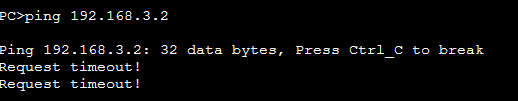 PC>ping 192.168.3.2
Ping 192.168.3.2: 32 data bytes, Press Ctrl_C to break
Request timeout!
Request timeout!